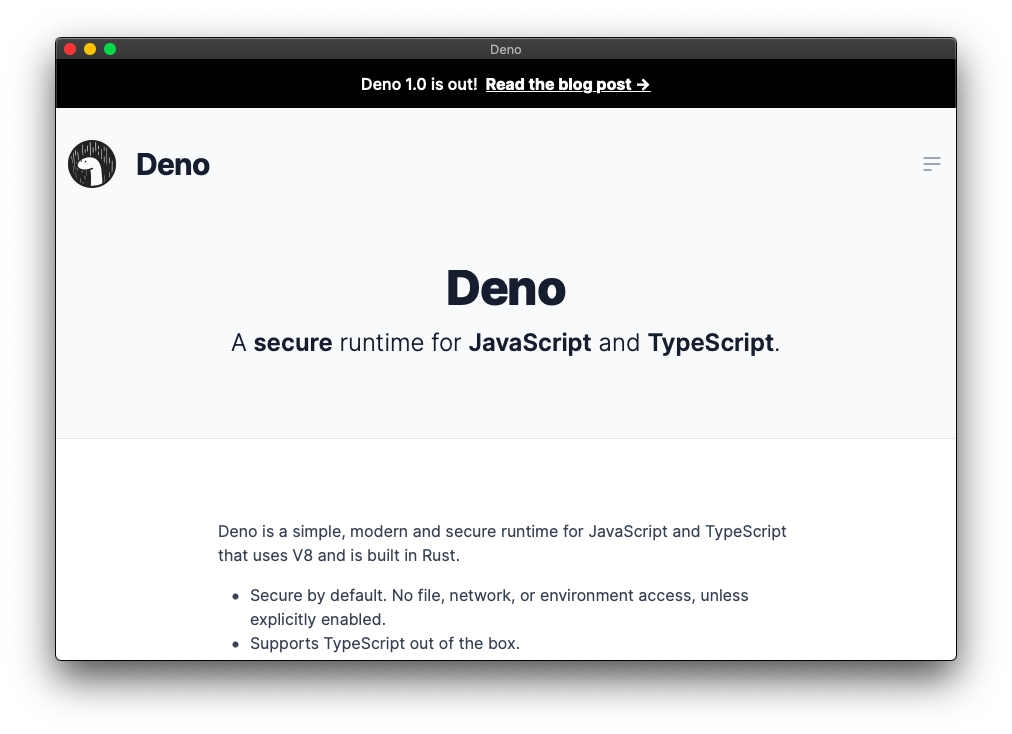 Deno
Deno 1.0 is out! Read the blog post →
Deno
Deno
A secure runtime for JavaScript and TypeScript.
Deno is a simple, modern and secure runtime for JavaScript and TypeScript
that uses V8 and is built in Rust.
• Secure by default. No file, network, or environment access, unless
explicitly enabled.
• Supports TypeScript out of the box.